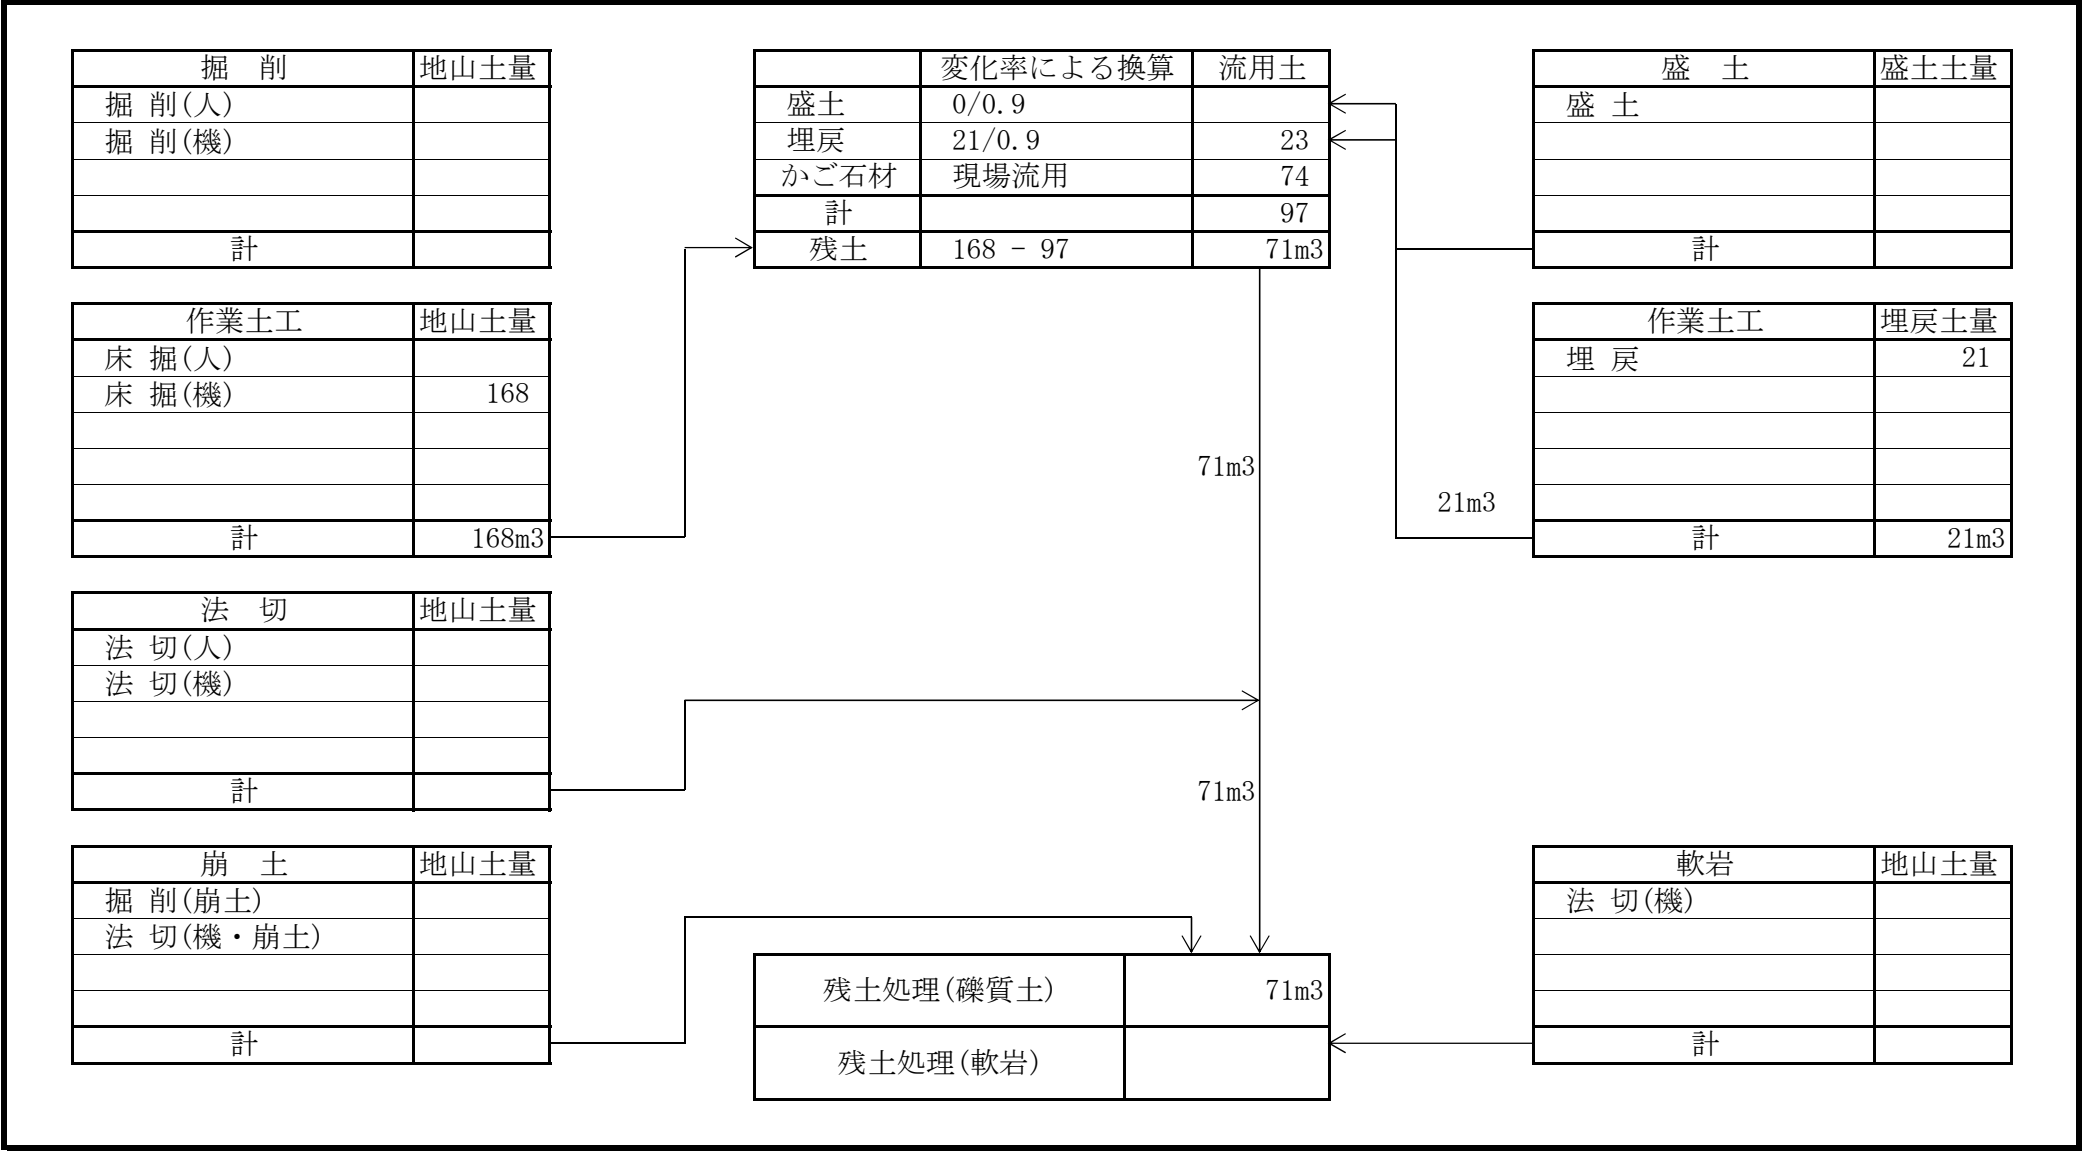 掘　削 地山土量
掘 削(人)
掘 削(機)
計
作業土工 地山土量
床 掘(人)
床 掘(機) 168
計 168m3
法　切 地山土量
法 切(人)
法 切(機)
計
崩　土 地山土量
掘 削(崩土)
法 切(機・崩土)
計
変化率による換算 流用土
盛土 0/0.9
埋戻 21/0.9 23
かご石材 現場流用 74
計 97
残土 168 - 97 71m3
71m3
71m3
残土処理(礫質土) 71m3
残土処理(軟岩)
盛　土 盛土土量
盛 土
計
作業土工 埋戻土量
埋 戻 21
計 21m3
21m3
軟岩 地山土量
法 切(機)
計